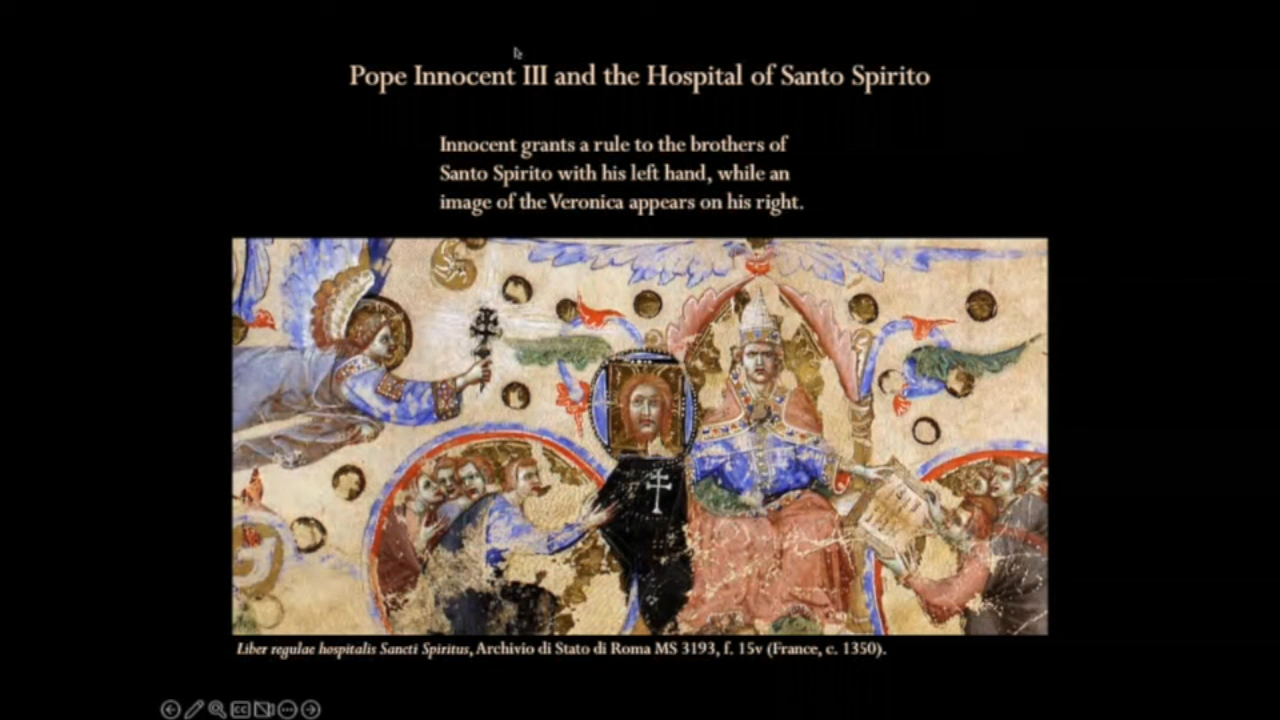 Pope Innocent III and the Hospital of Santo Spirito
Innocent grants a rule to the brothers of
Santo Spirito with his left hand, while an
image of the Veronica appears on his right.
Liber regulae hospitalis Sancti Spiritus, Archivio di Stato di Roma MS 3193, f. 15v (France, c. 1350).
CC